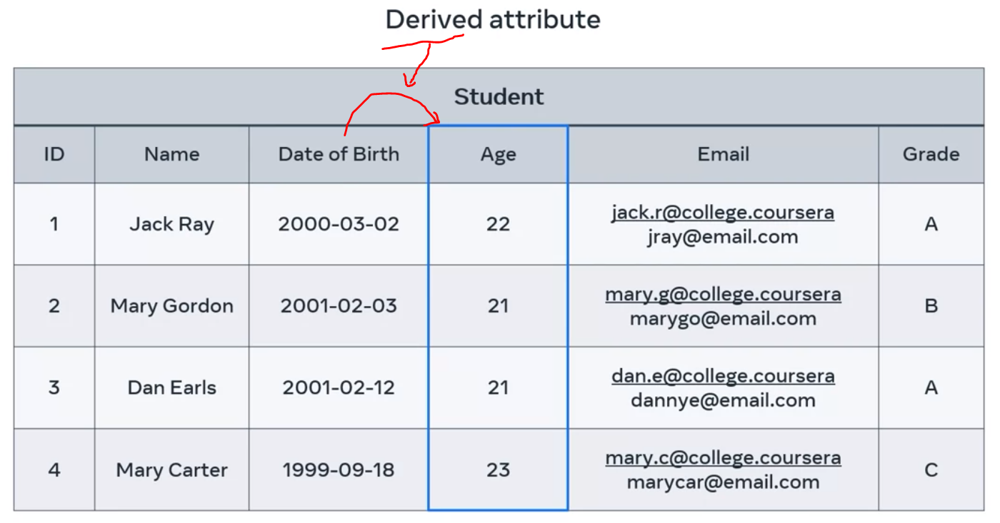 Derived attribute
Student
ID Name Date of Birth Age Email Grade
1 Jack Ray 2000-03-02 22 jack.r@college.coursera
jray@email.com A
2 Mary Gordon 2001-02-03 21 mary.g@college.coursera
marygo@email.com B
3 Dan Earls 2001-02-12 21 dan.e@college.coursera
dannye@email.com A
4 Mary Carter 1999-09-18 23 mary.c@college.coursera
marycar@email.com C